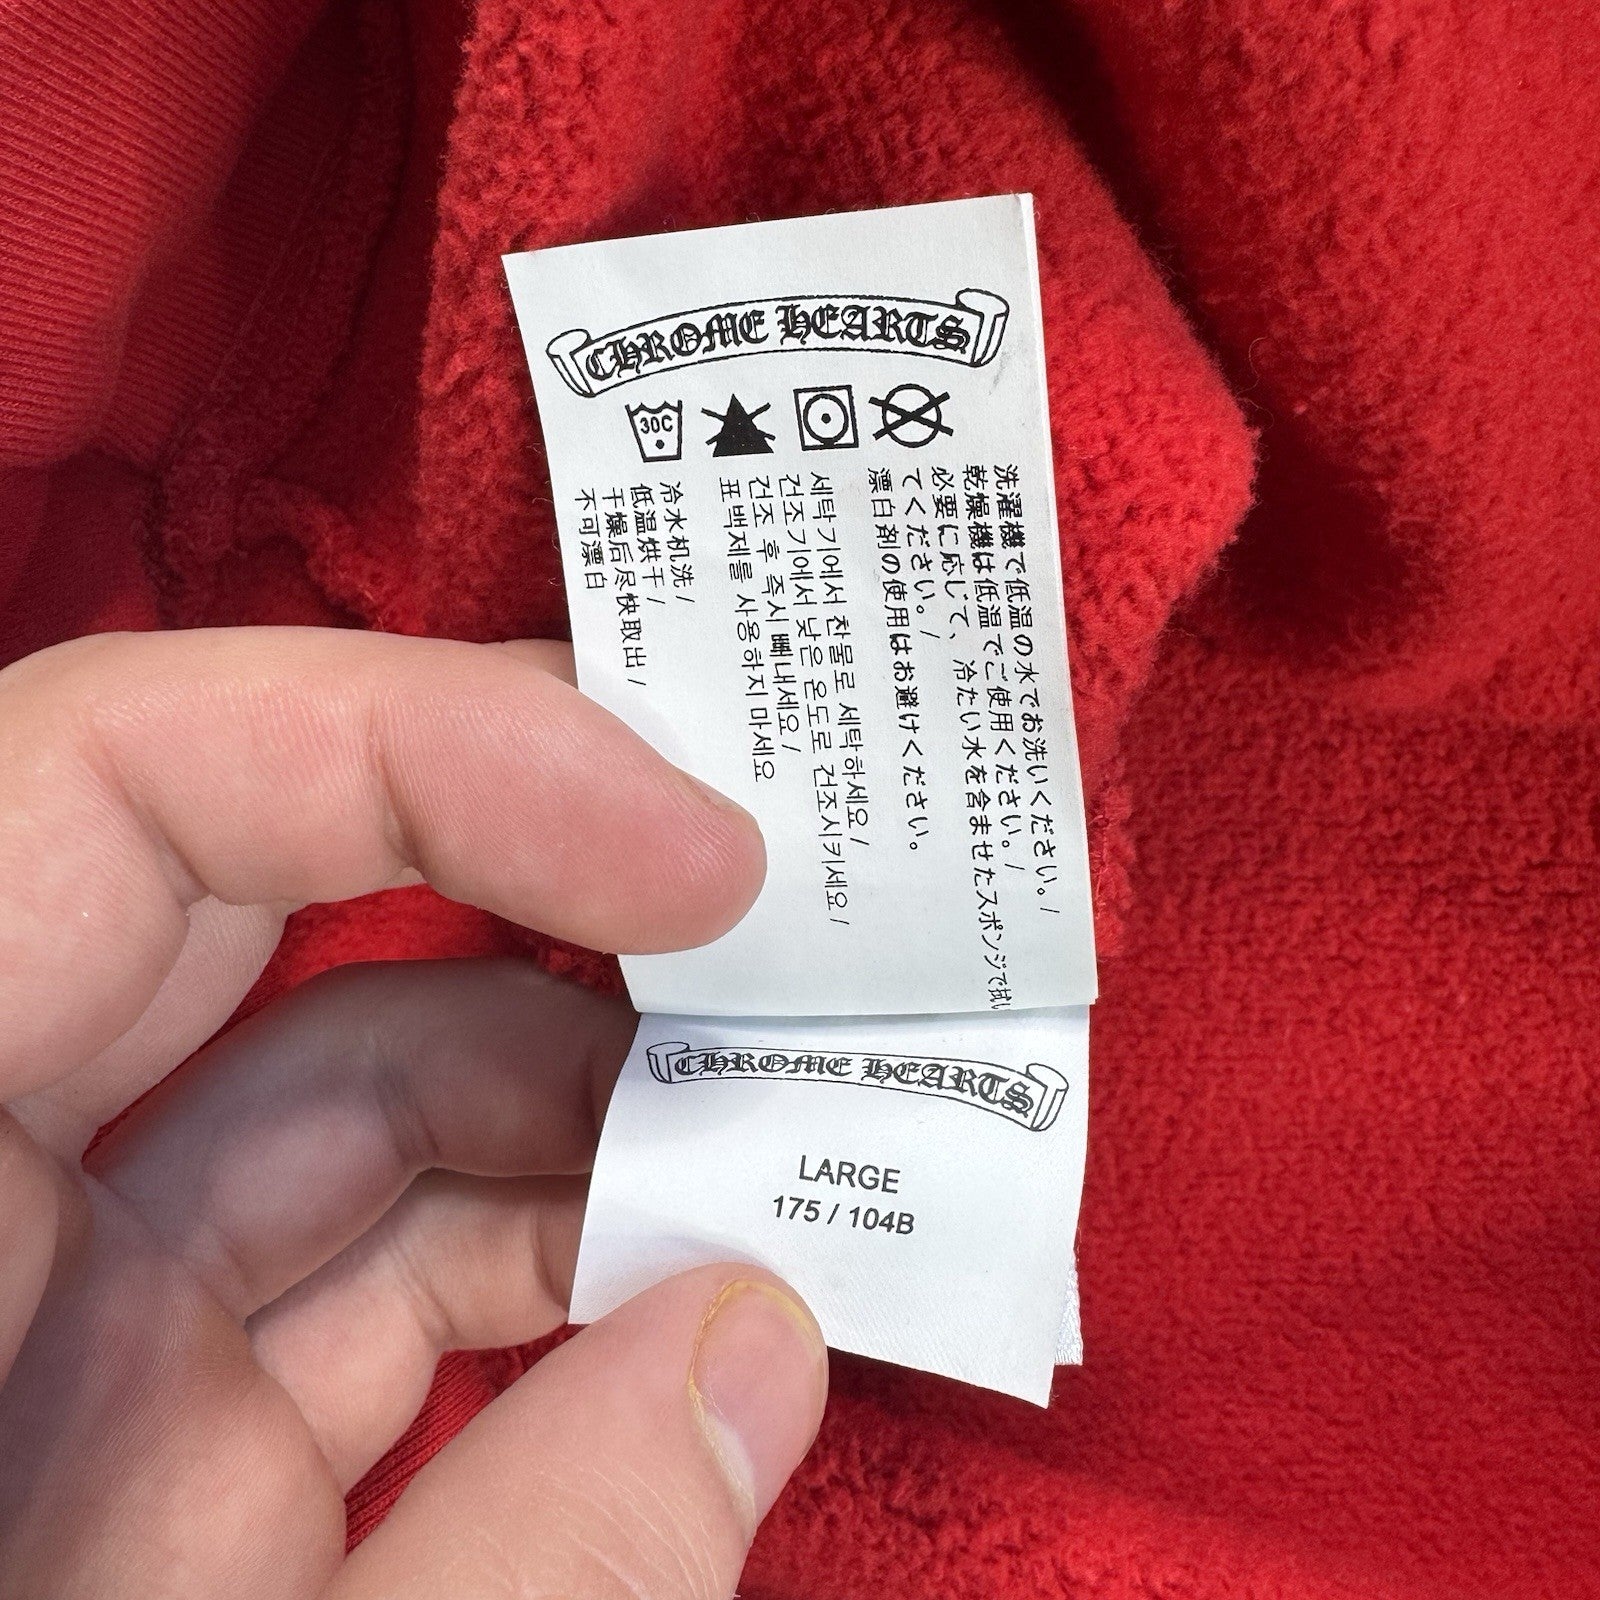 CHROME HEARTS
30C
洗濯機で低温の水でお洗いください。/
乾燥機は低温でご使用ください。/
必要に応じて、冷たい水を含ませたスポンジで拭い
てください。/
漂白剤の使用はお避けください。
세탁기에서 찬물로 세탁하세요/
건조기에서 낮은 온도로 건조시키세요/
건조 후 즉시 빼내세요/
표백제를 사용하지 마세요
冷水机洗/
低温烘干/
干燥后尽快取出/
不可漂白
CHROME HEARTS
LARGE
175 / 104B